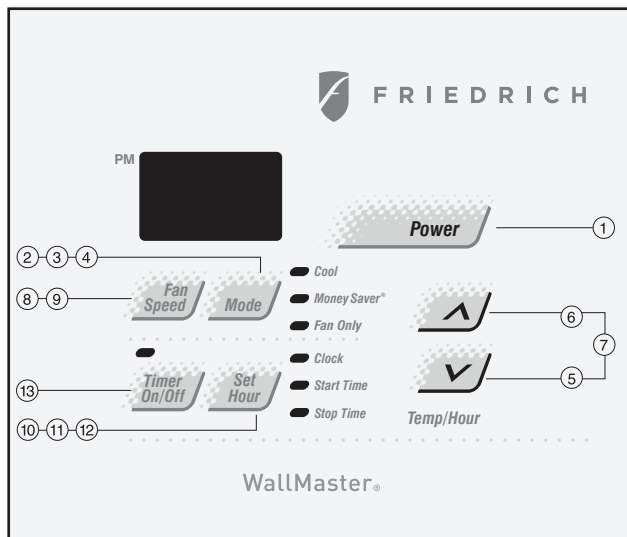 FRIEDRICH
PM
Power
1
2 3 4
Cool
8 9
Fan
Speed
Mode
Money Saver®
Fan Only
6
7
Clock
13
Timer
On/Off
Set
Hour
Start Time
5
10 11 12
Stop Time
Temp/Hour
WallMaster®